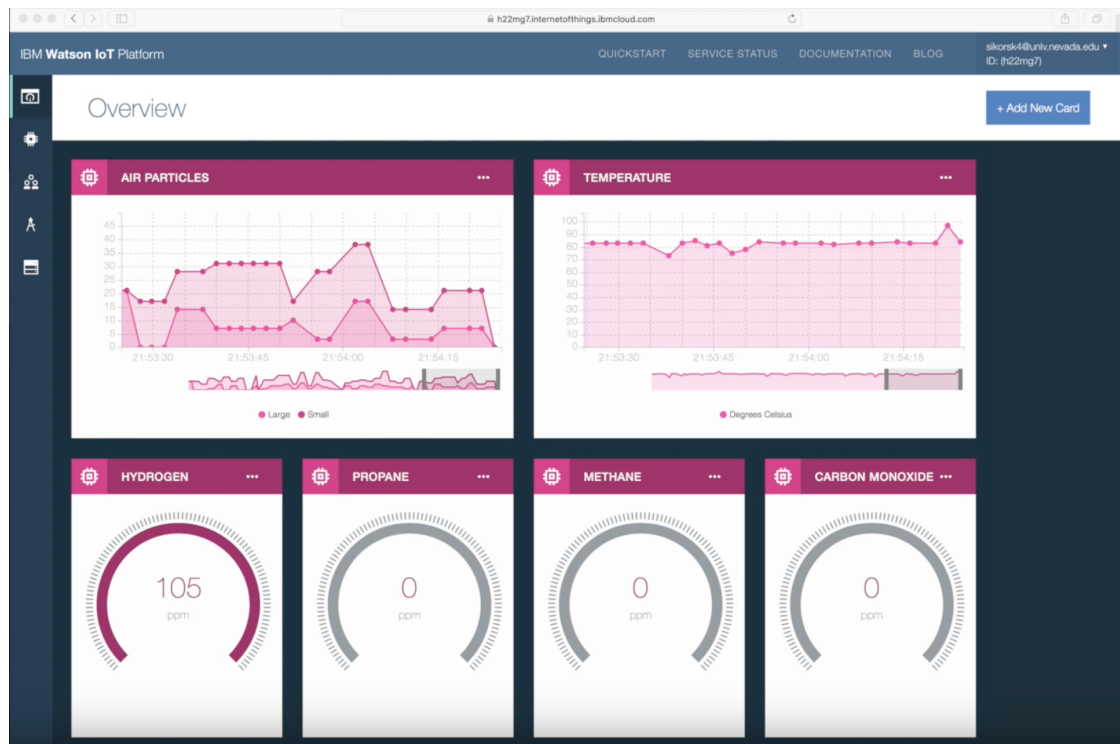 h22mg7.internetofthings.ibmcloud.com
IBM Watson IoT Platform
QUICKSTART
SERVICE STATUS
DOCUMENTATION
BLOG
sikorsk4@unlv.nevada.edu
ID: (h22mg7)
Overview
+ Add New Card
AIR PARTICLES
45
40
35
30
25
20
15
10
5
0
21:53:30
21:53:45
21:54:00
21:54:15
Large
Small
TEMPERATURE
100
90
80
70
60
50
40
30
20
10
0
21:53:30
21:53:45
21:54:00
21:54:15
Degrees Celsius
HYDROGEN
105
ppm
PROPANE
0
ppm
METHANE
0
ppm
CARBON MONOXIDE
0
ppm